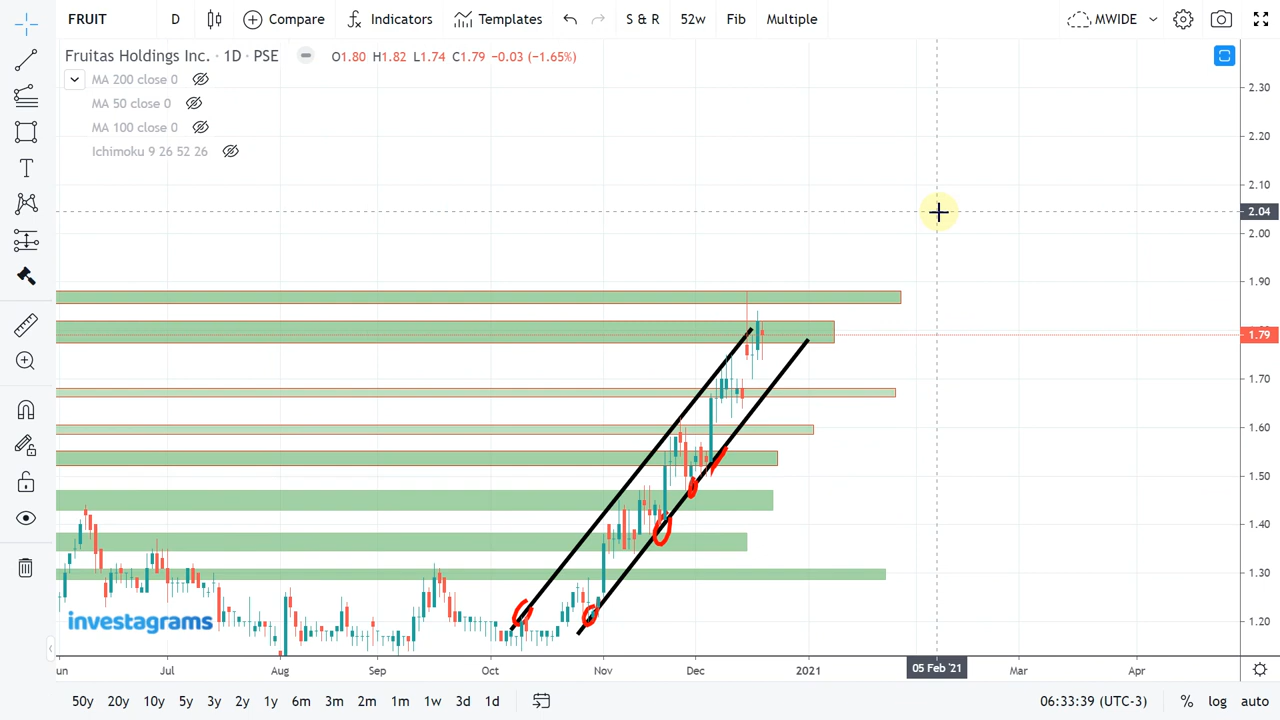 FRUIT D Compare Indicators Templates S & R 52w Fib Multiple MWIDE
Fruitas Holdings Inc. · 1D · PSE O1.80 H1.82 L1.74 C1.79 −0.03 (−1.65%)
MA 200 close 0
MA 50 close 0
MA 100 close 0
Ichimoku 9 26 52 26
2.30
2.20
2.10
2.04
2.00
1.90
1.79
1.70
1.60
1.50
1.40
1.30
1.20
investagrams
un Jul Aug Sep Oct Nov Dec 2021 05 Feb '21 Mar Apr
50y 20y 10y 5y 3y 2y 1y 6m 3m 2m 1m 1w 3d 1d 06:33:39 (UTC-3) % log auto